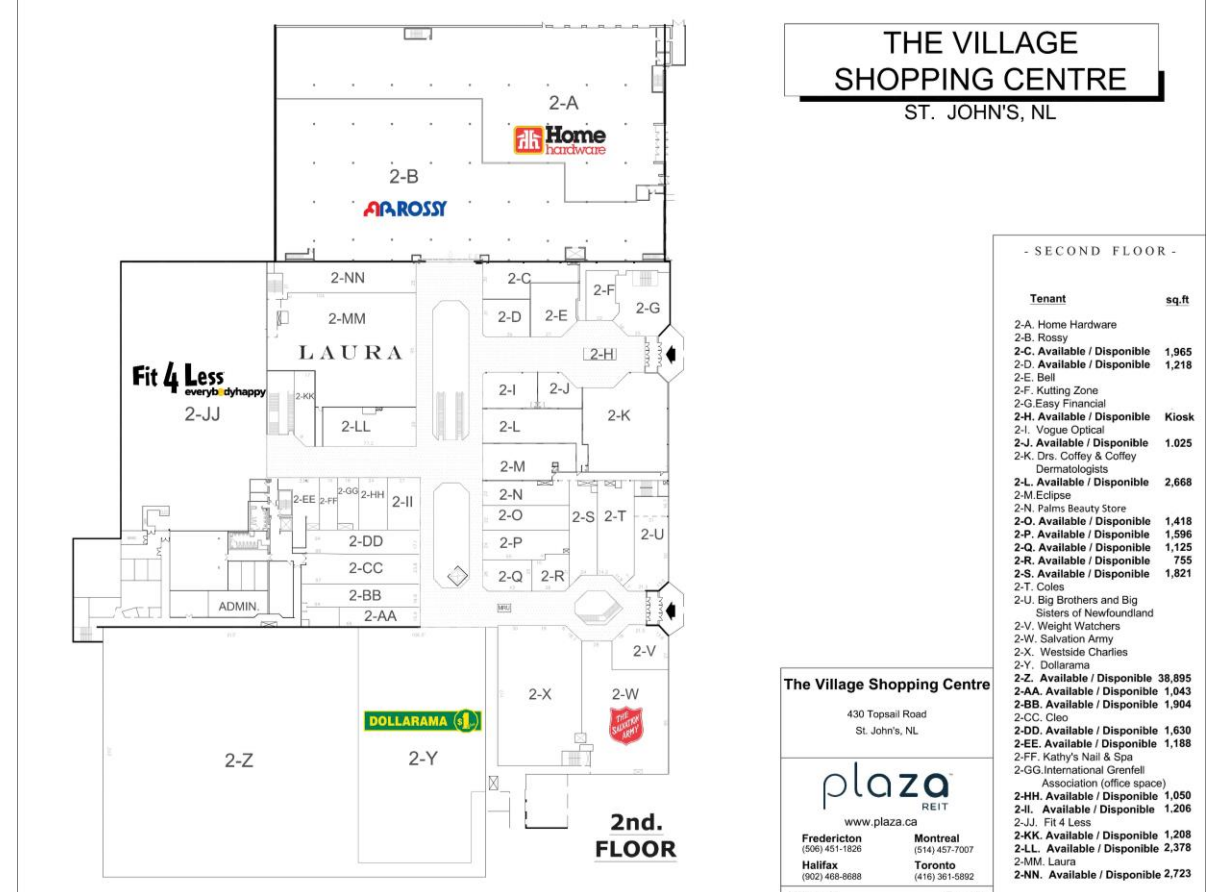 THE VILLAGE
SHOPPING CENTRE
ST. JOHN'S, NL
2-A
Home
hardware
2-B
ROSSY
2-NN
2-C
2-F
2-G
2-D
2-E
2-MM
LAURA
2-H
Fit 4 Less
everybodyhappy
2-JJ
2-KK
2-LL
2-I
2-J
2-K
2-L
2-M
2-EE
2-FF
2-GG
2-HH
2-II
2-N
2-O
2-S
2-T
2-U
2-DD
2-P
2-CC
2-Q
2-R
2-BB
ADMIN.
2-AA
2-V
2-X
2-W
THE
SALVATION
ARMY
DOLLARAMA $1
2-Z
2-Y
2nd.
FLOOR
- SECOND FLOOR -
Tenant sq.ft
2-A. Home Hardware
2-B. Rossy
2-C. Available / Disponible 1,965
2-D. Available / Disponible 1,218
2-E. Bell
2-F. Kutting Zone
2-G.Easy Financial
2-H. Available / Disponible Kiosk
2-I. Vogue Optical
2-J. Available / Disponible 1.025
2-K. Drs. Coffey & Coffey
Dermatologists
2-L. Available / Disponible 2,668
2-M.Eclipse
2-N. Palms Beauty Store
2-O. Available / Disponible 1,418
2-P. Available / Disponible 1,596
2-Q. Available / Disponible 1,125
2-R. Available / Disponible 755
2-S. Available / Disponible 1,821
2-T. Coles
2-U. Big Brothers and Big
Sisters of Newfoundland
2-V. Weight Watchers
2-W. Salvation Army
2-X. Westside Charlies
2-Y. Dollarama
2-Z. Available / Disponible 38,895
2-AA. Available / Disponible 1,043
2-BB. Available / Disponible 1,904
2-CC. Cleo
2-DD. Available / Disponible 1,630
2-EE. Available / Disponible 1,188
2-FF. Kathy's Nail & Spa
2-GG.International Grenfell
Association (office space)
2-HH. Available / Disponible 1,050
2-II. Available / Disponible 1.206
2-JJ. Fit 4 Less
2-KK. Available / Disponible 1,208
2-LL. Available / Disponible 2,378
2-MM. Laura
2-NN. Available / Disponible 2,723
The Village Shopping Centre
430 Topsail Road
St. John's, NL
plaza
REIT
www.plaza.ca
Fredericton Montreal
(506) 451-1826 (514) 457-7007
Halifax Toronto
(902) 468-8688 (416) 361-5892